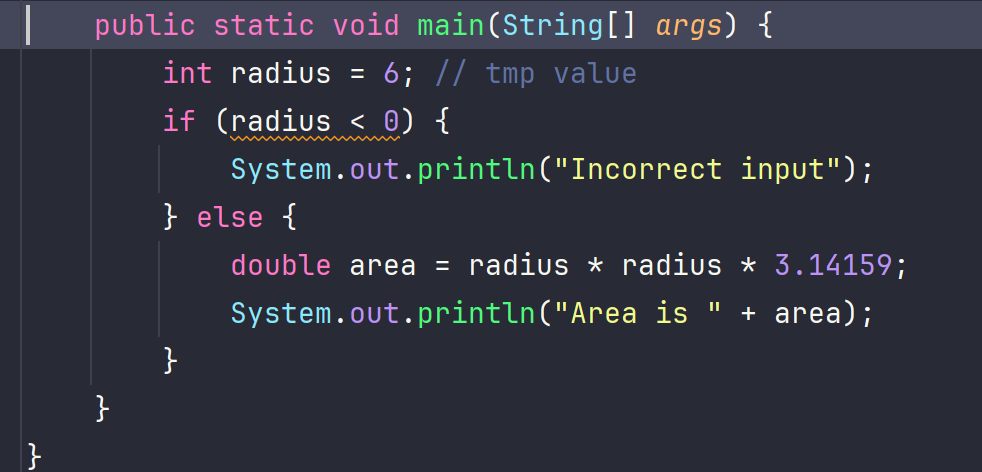 public static void main(String[] args) {
int radius = 6; // tmp value
if (radius < 0) {
System.out.println("Incorrect input");
} else {
double area = radius * radius * 3.14159;
System.out.println("Area is " + area);
}
}
}